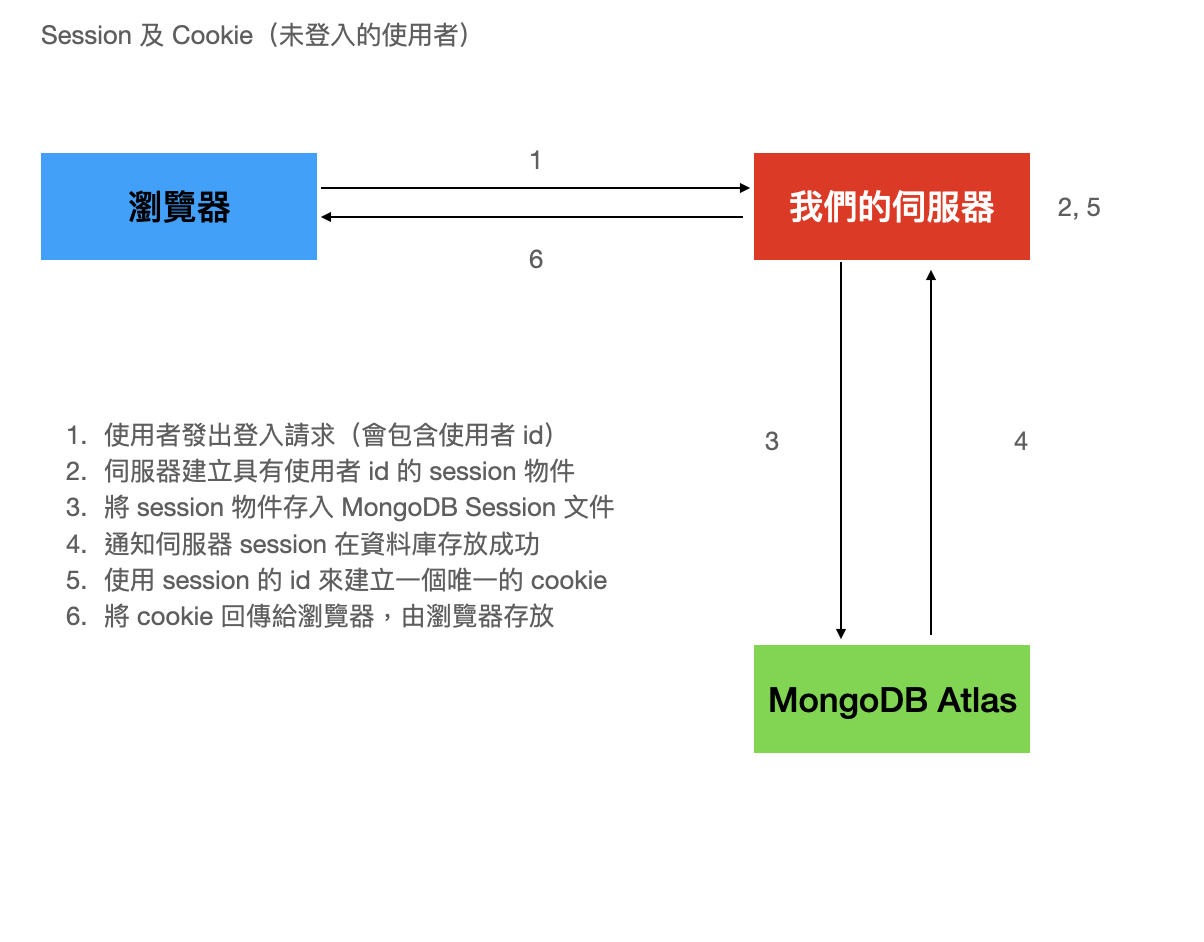 Session 及 Cookie（未登入的使用者）
1
瀏覽器
我們的伺服器
2, 5
6
3
4
1. 使用者發出登入請求（會包含使用者 id）
2. 伺服器建立具有使用者 id 的 session 物件
3. 將 session 物件存入 MongoDB Session 文件
4. 通知伺服器 session 在資料庫存放成功
5. 使用 session 的 id 來建立一個唯一的 cookie
6. 將 cookie 回傳給瀏覽器，由瀏覽器存放
MongoDB Atlas